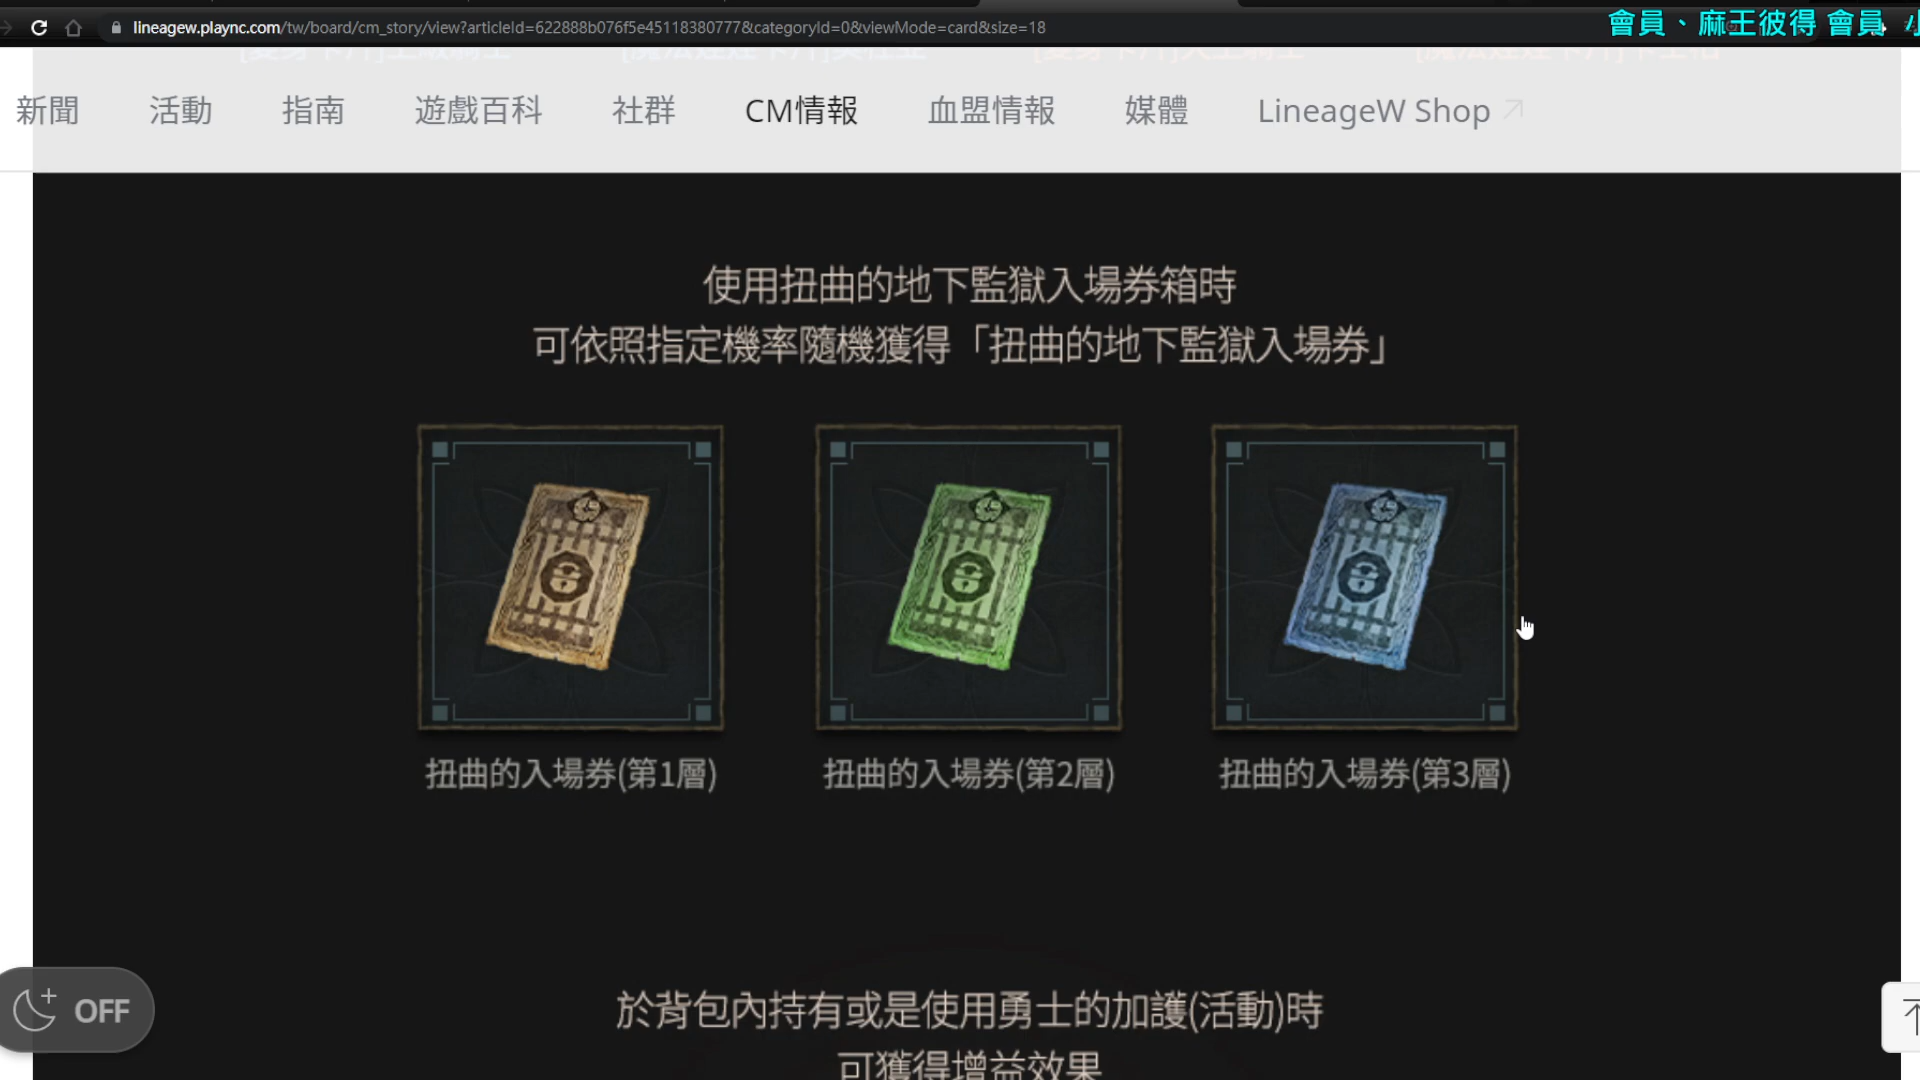 lineagew.plaync.com/tw/board/cm_story/view?articleId=622888b076f5e45118380777&categoryId=0&viewMode=card&size=18
會員、麻王彼得 會員
新聞 活動 指南 遊戲百科 社群 CM情報 血盟情報 媒體 LineageW Shop
使用扭曲的地下監獄入場券箱時
可依照指定機率隨機獲得「扭曲的地下監獄入場券」
扭曲的入場券(第1層) 扭曲的入場券(第2層) 扭曲的入場券(第3層)
OFF
於背包內持有或是使用勇士的加護(活動)時
可獲得增益效果